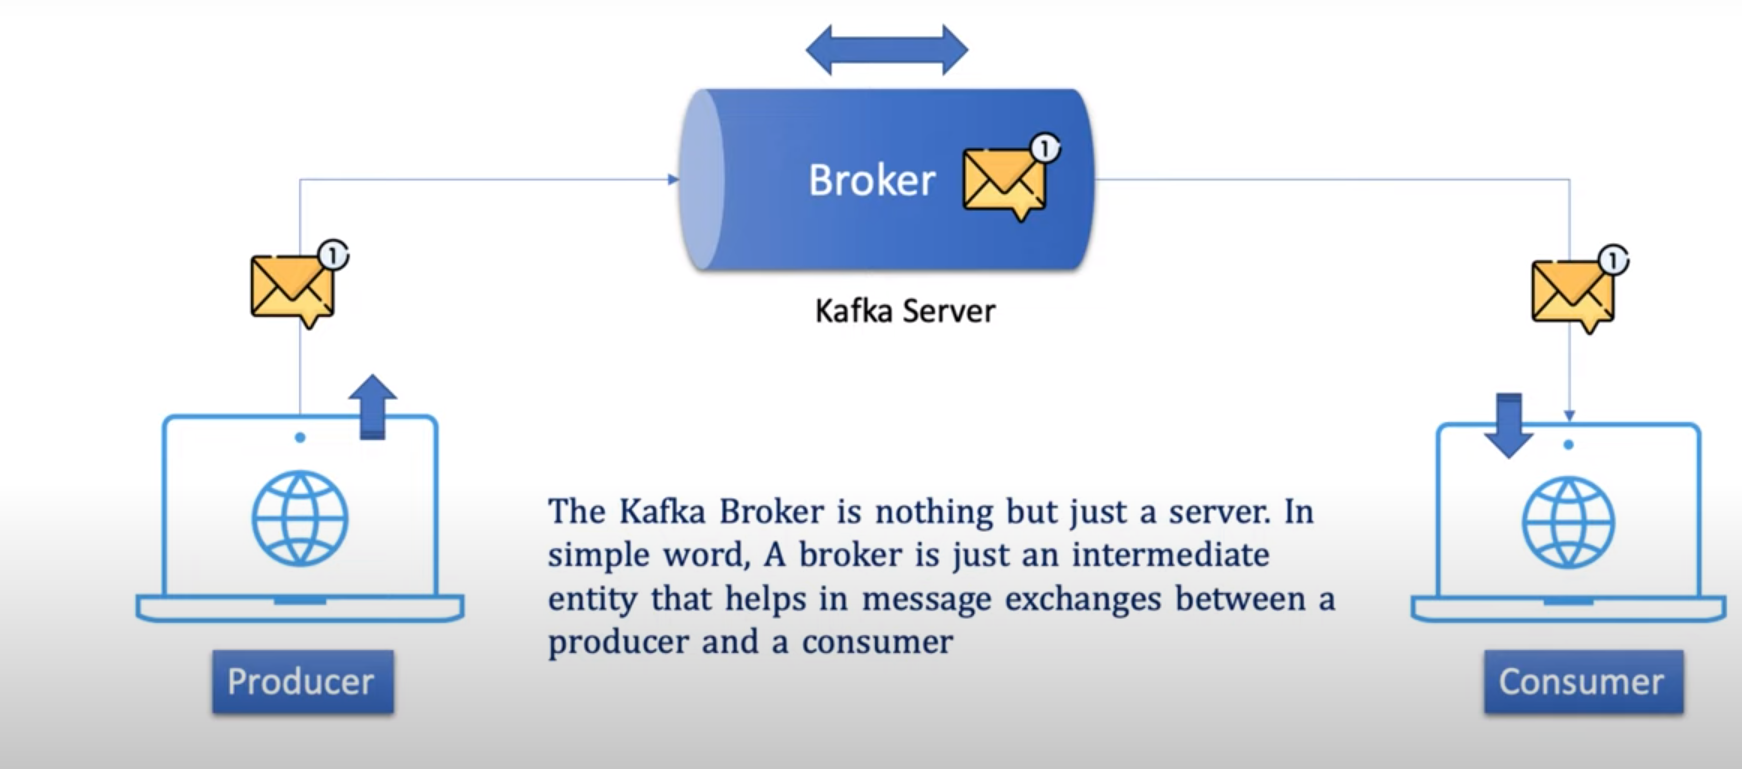 1
Broker
Kafka Server
1
1
The Kafka Broker is nothing but just a server. In
simple word, A broker is just an intermediate
entity that helps in message exchanges between a
producer and a consumer
Producer
Consumer